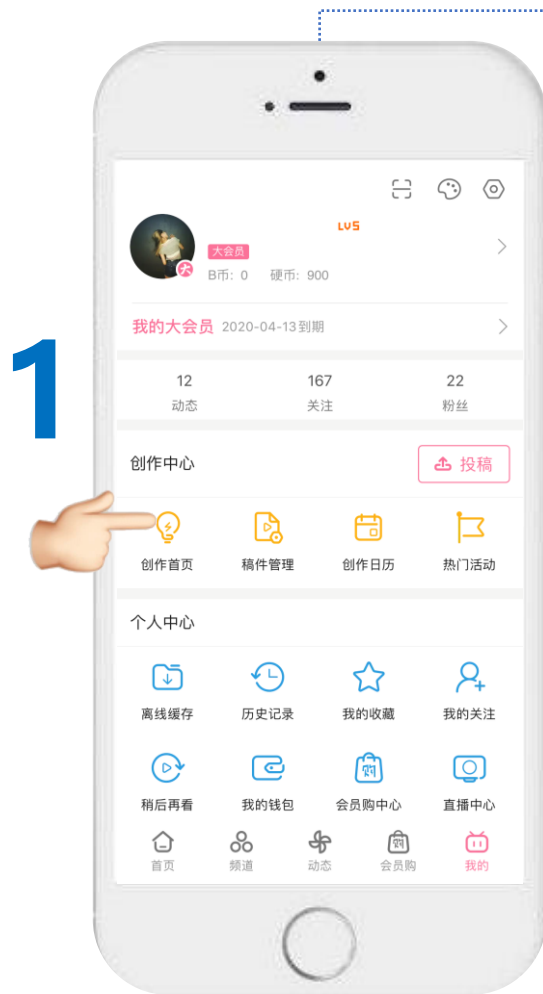 1
LV5
大会员
B币: 0 硬币: 900
我的大会员 2020-04-13到期
12 167 22
动态 关注 粉丝
创作中心 投稿
创作首页 稿件管理 创作日历 热门活动
个人中心
离线缓存 历史记录 我的收藏 我的关注
稍后再看 我的钱包 会员购中心 直播中心
首页 频道 动态 会员购 我的